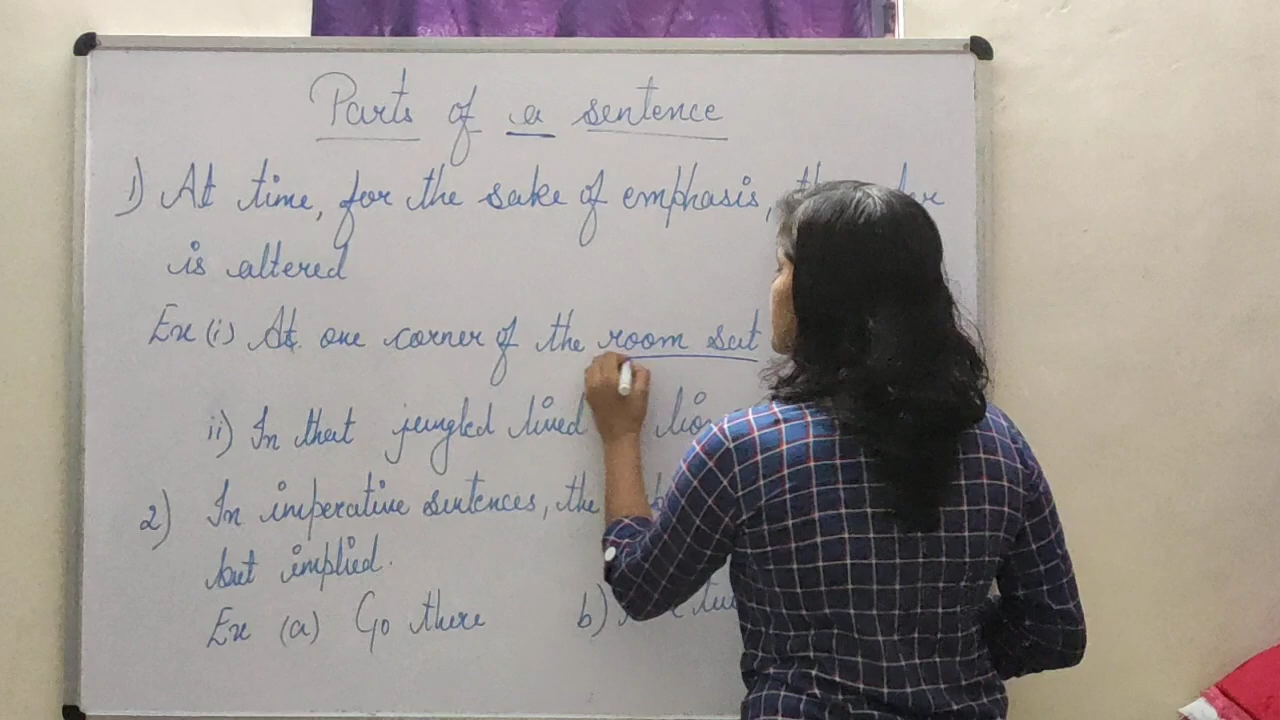 Parts of a sentence
1) At time, for the sake of emphasis,
is altered
Ex (i) At one corner of the room sat
ii) In that jungled lived
2) In imperative sentences, the
but implied.
Ex (a) Go there b)